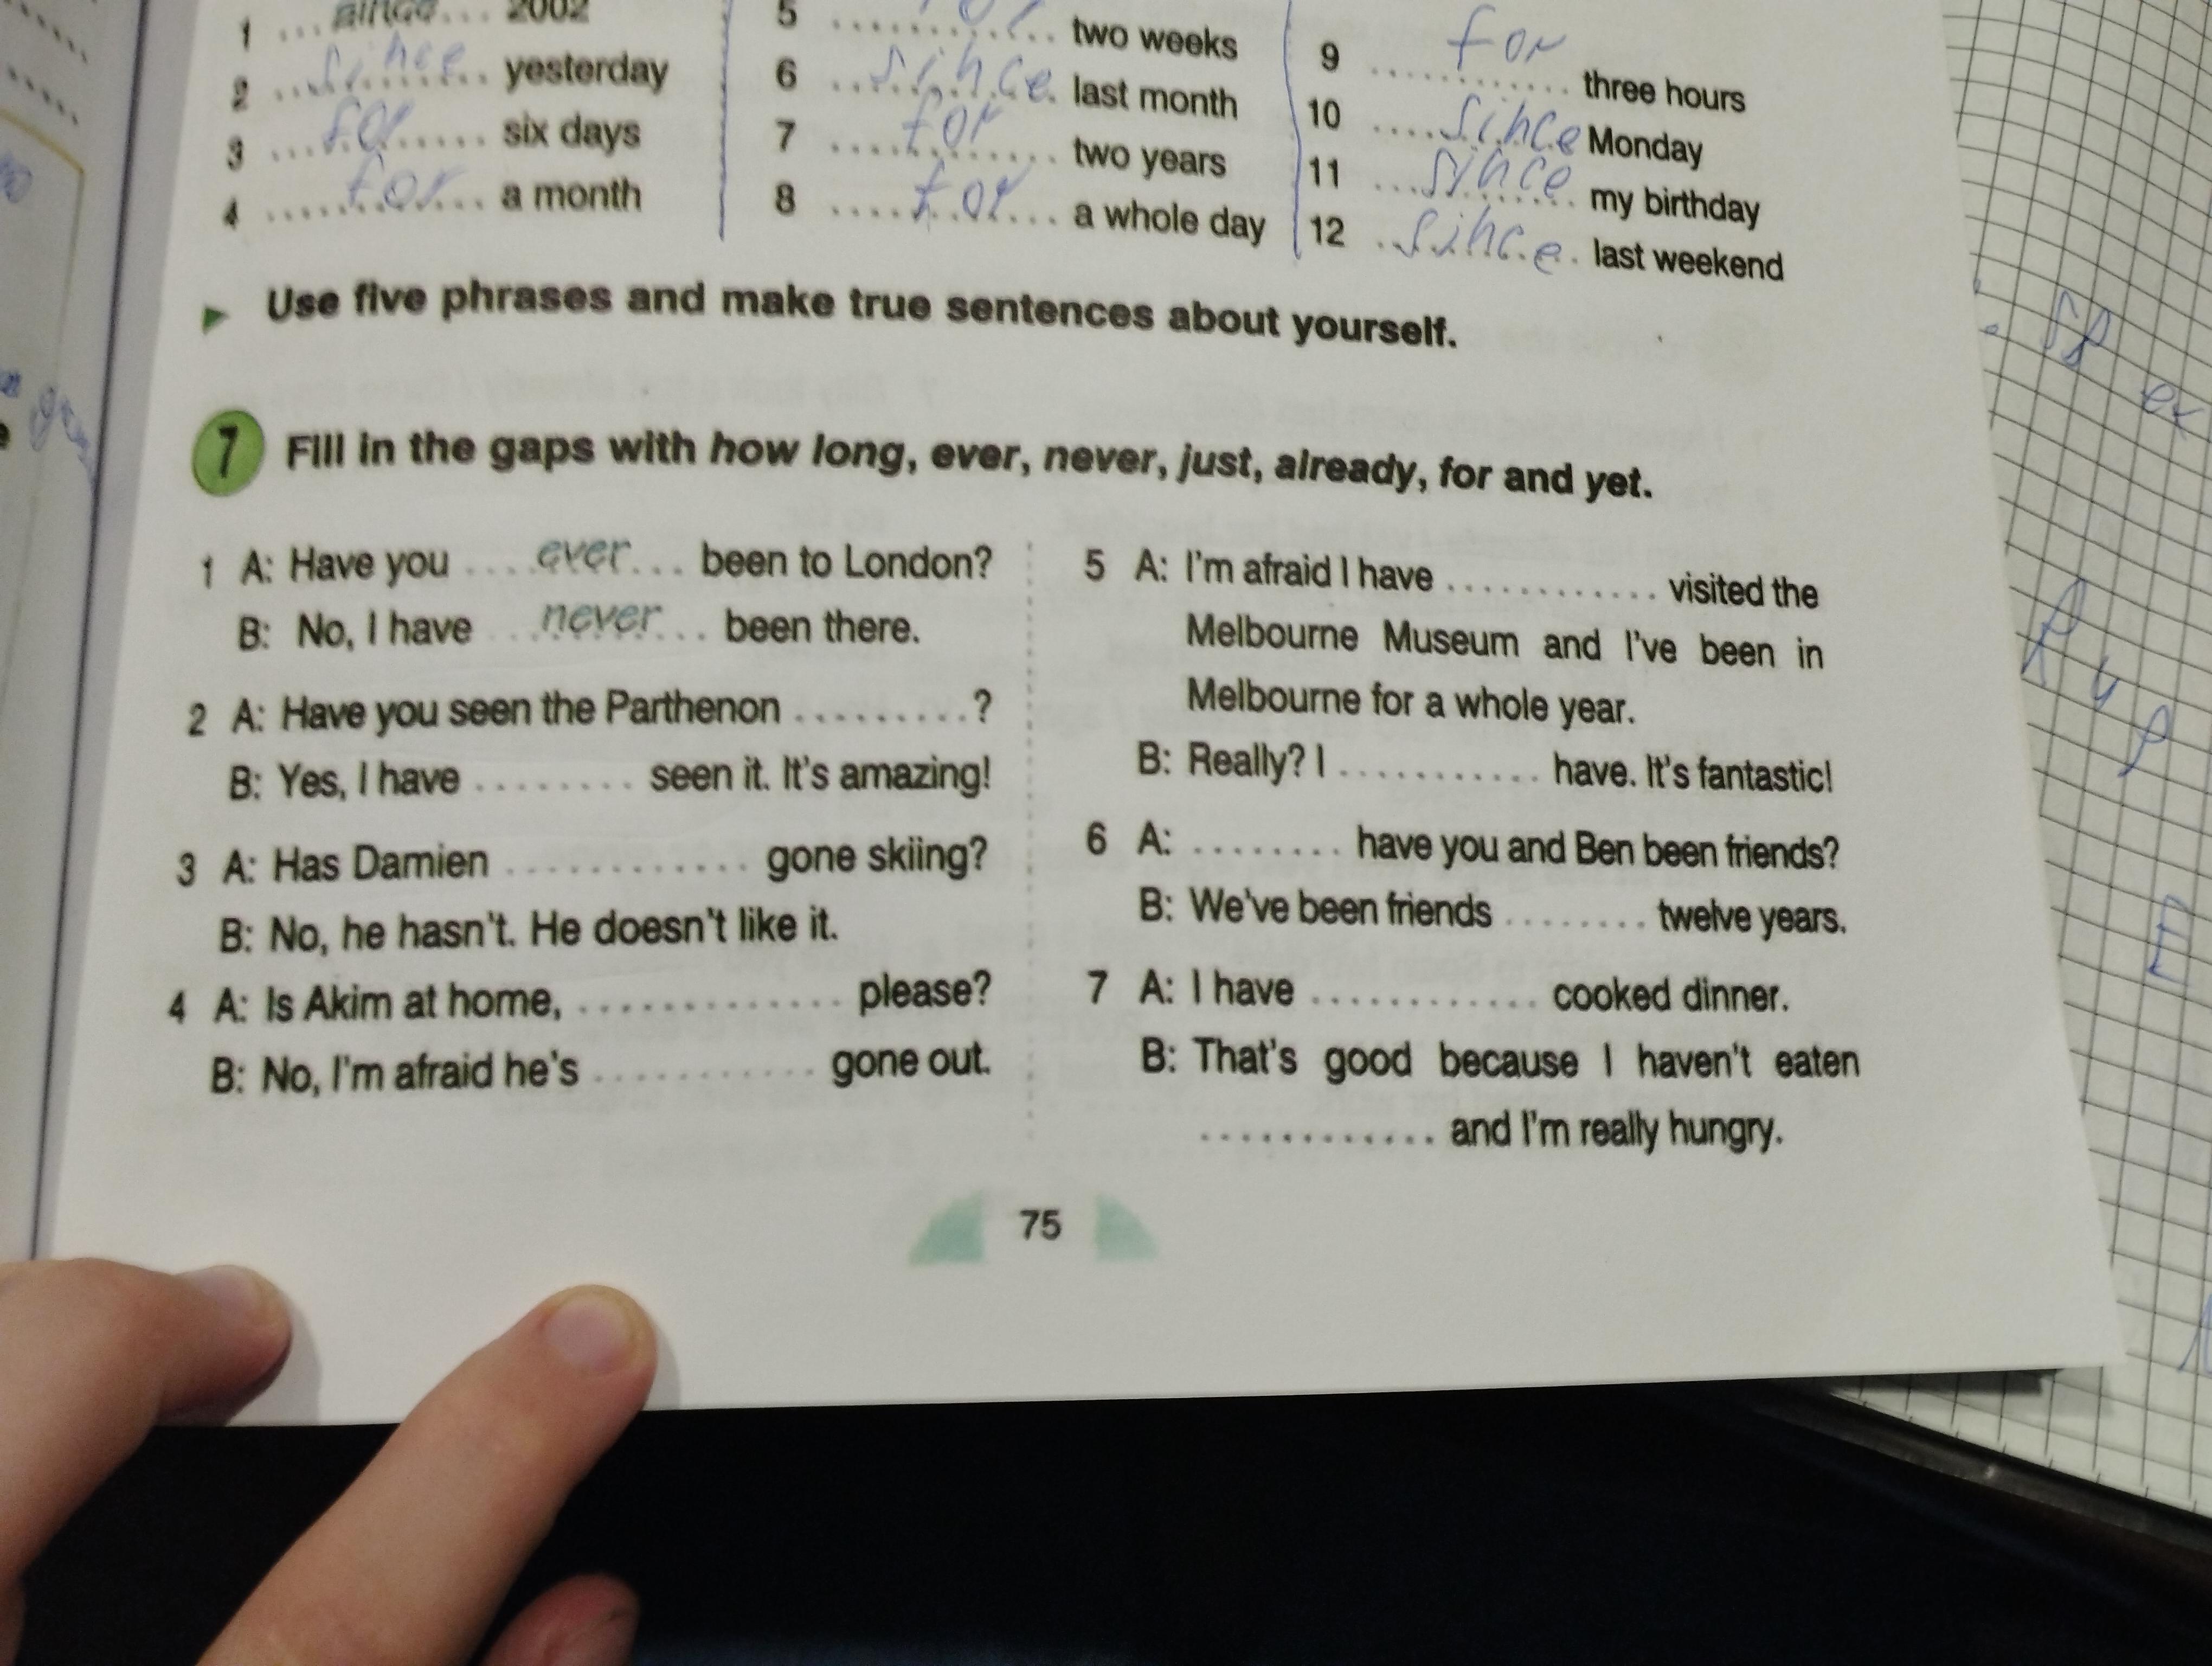 1 ... since ... 2002
2 ... since ... yesterday
3 ... for ... six days
4 ... for ... a month
5 ... two weeks
6 ... since ... last month
7 ... for ... two years
8 ... for ... a whole day
9 ... for ... three hours
10 ... since Monday
11 ... since ... my birthday
12 ... since ... last weekend
Use five phrases and make true sentences about yourself.
7 Fill in the gaps with how long, ever, never, just, already, for and yet.
1 A: Have you .... ever ... been to London?
B: No, I have ... never ... been there.
2 A: Have you seen the Parthenon ..........?
B: Yes, I have ........ seen it. It's amazing!
3 A: Has Damien ............ gone skiing?
B: No, he hasn't. He doesn't like it.
4 A: Is Akim at home, .............. please?
B: No, I'm afraid he's ............ gone out.
5 A: I'm afraid I have ............ visited the
Melbourne Museum and I've been in
Melbourne for a whole year.
B: Really? I ........... have. It's fantastic!
6 A: ........ have you and Ben been friends?
B: We've been friends ........ twelve years.
7 A: I have ............ cooked dinner.
B: That's good because I haven't eaten
............. and I'm really hungry.
75